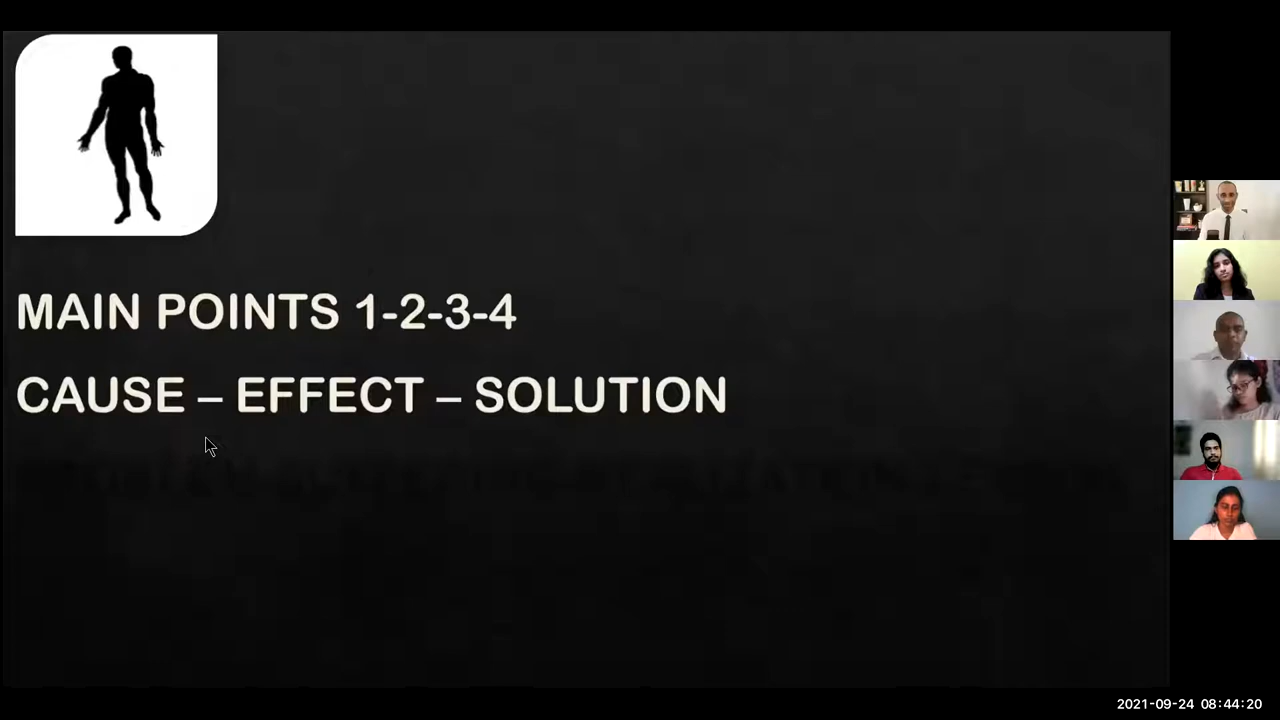 MAIN POINTS 1-2-3-4
CAUSE – EFFECT – SOLUTION
2021-09-24 08:44:20